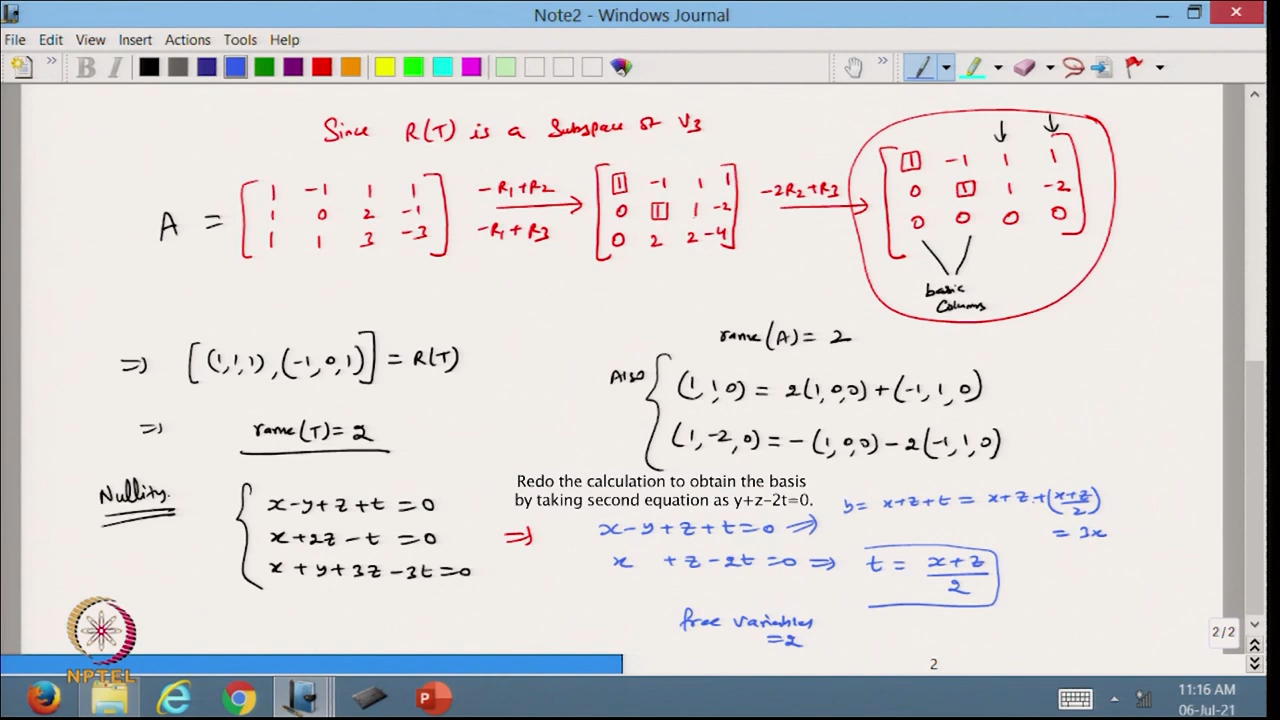 Note2 - Windows Journal
File Edit View Insert Actions Tools Help
Since R(T) is a Subspace of V3
A = [ 1 -1 1 1 -R1+R2 [ 1 -1 1 1 -2R2+R3 [ 1 -1 1 1
1 0 2 -1 0 1 1 -2 0 1 1 -2
1 1 3 -3 ] -R1+R3 0 2 2 -4 ] 0 0 0 0 ]
basic
Columns
⇒ [(1,1,1), (-1,0,1)] = R(T)
⇒ rank(T) = 2
rank(A) = 2
Also { (1,1,0) = 2(1,0,0) + (-1,1,0)
(1,-2,0) = -(1,0,0) - 2(-1,1,0)
Redo the calculation to obtain the basis
by taking second equation as y+z-2t=0.
Nullity. { x-y+z+t = 0
x+2z-t = 0
x+y+3z-3t=0
⇒ x-y+z+t=0 ⇒ y= x+z+t = x+z+(x+z/2)
= 3x
x +z-2t=0 ⇒ t = x+z/2
free variables
=2
NPTEL
2/2
2
11:16 AM
06-Jul-21